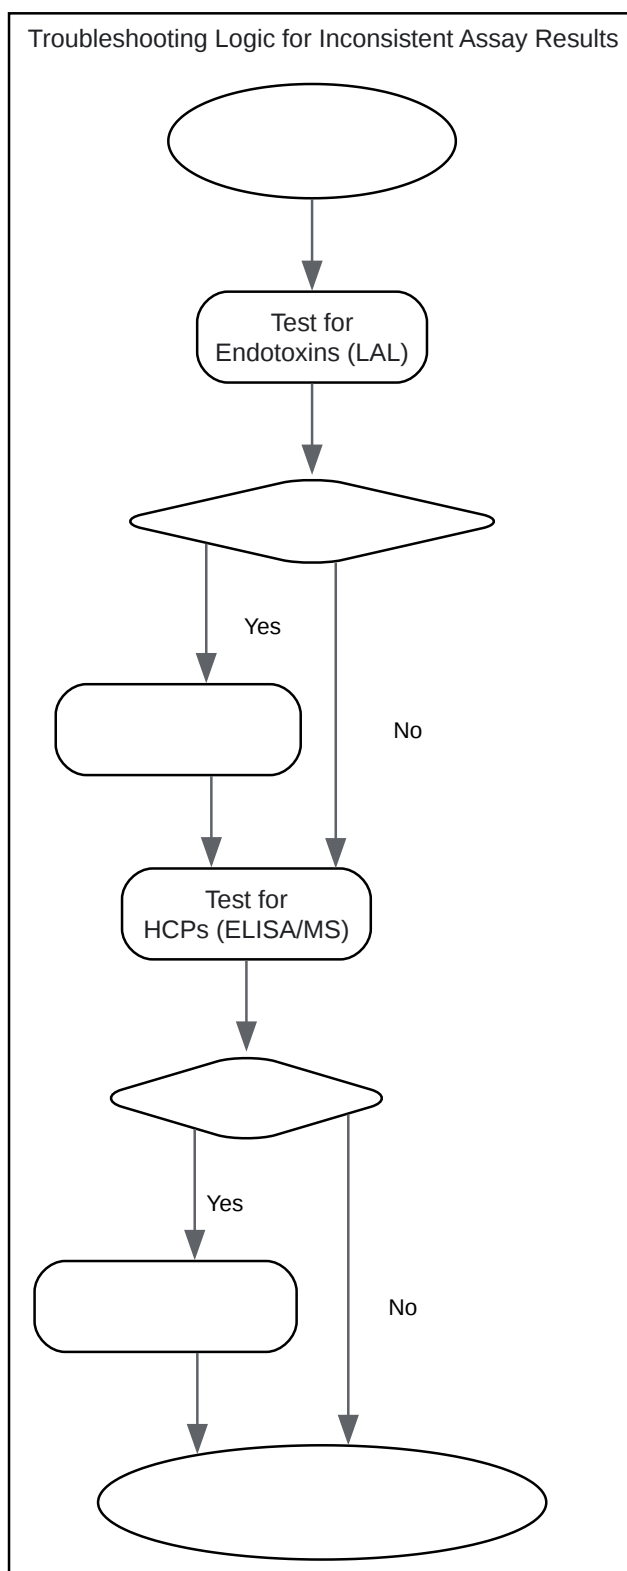 Troubleshooting Logic for Inconsistent Assay Results
Test for
Endotoxins (LAL)
Yes
No
Test for
HCPs (ELISA/MS)
Yes
No